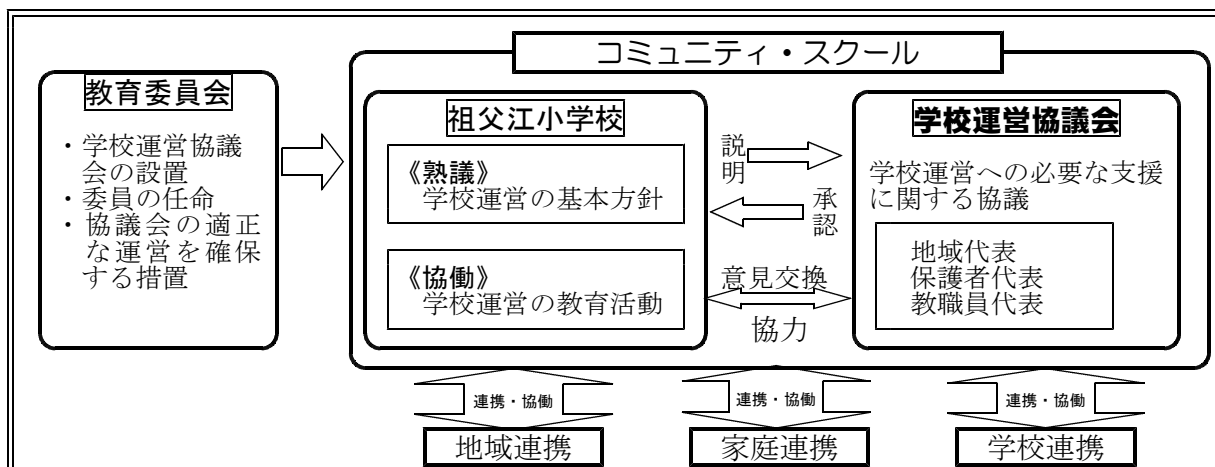 コミュニティ・スクール
教育委員会
・学校運営協議
会の設置
・委員の任命
・協議会の適正
な運営を確保
する措置
祖父江小学校
《熟議》
学校運営の基本方針
《協働》
学校運営の教育活動
説明
承認
意見交換
協力
学校運営協議会
学校運営への必要な支援
に関する協議
地域代表
保護者代表
教職員代表
連携・協働
連携・協働
連携・協働
地域連携
家庭連携
学校連携